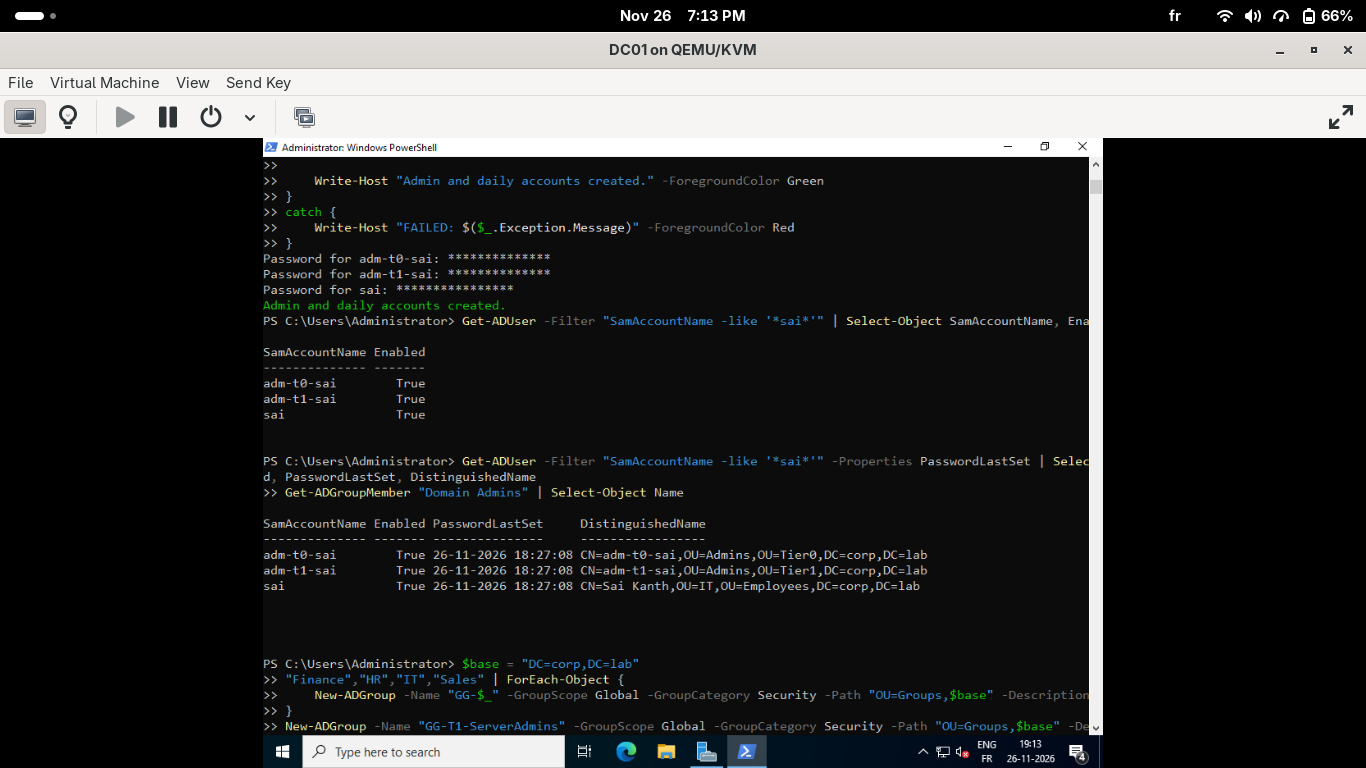 Nov 26 7:13 PM
fr
66%
DC01 on QEMU/KVM
File Virtual Machine View Send Key
Administrator: Windows PowerShell
>>
>> Write-Host "Admin and daily accounts created." -ForegroundColor Green
>> }
>> catch {
>> Write-Host "FAILED: $($_.Exception.Message)" -ForegroundColor Red
>> }
Password for adm-t0-sai: **************
Password for adm-t1-sai: **************
Password for sai: ****************
Admin and daily accounts created.
PS C:\Users\Administrator> Get-ADUser -Filter "SamAccountName -like '*sai*'" | Select-Object SamAccountName, Ena
SamAccountName Enabled
-------------- -------
adm-t0-sai True
adm-t1-sai True
sai True
PS C:\Users\Administrator> Get-ADUser -Filter "SamAccountName -like '*sai*'" -Properties PasswordLastSet | Selec
d, PasswordLastSet, DistinguishedName
>> Get-ADGroupMember "Domain Admins" | Select-Object Name
SamAccountName Enabled PasswordLastSet DistinguishedName
-------------- ------- --------------- -----------------
adm-t0-sai True 26-11-2026 18:27:08 CN=adm-t0-sai,OU=Admins,OU=Tier0,DC=corp,DC=lab
adm-t1-sai True 26-11-2026 18:27:08 CN=adm-t1-sai,OU=Admins,OU=Tier1,DC=corp,DC=lab
sai True 26-11-2026 18:27:08 CN=Sai Kanth,OU=IT,OU=Employees,DC=corp,DC=lab
PS C:\Users\Administrator> $base = "DC=corp,DC=lab"
>> "Finance","HR","IT","Sales" | ForEach-Object {
>> New-ADGroup -Name "GG-$_" -GroupScope Global -GroupCategory Security -Path "OU=Groups,$base" -Description
>> }
>> New-ADGroup -Name "GG-T1-ServerAdmins" -GroupScope Global -GroupCategory Security -Path "OU=Groups,$base" -De
Type here to search
ENG
FR
19:13
26-11-2026
4